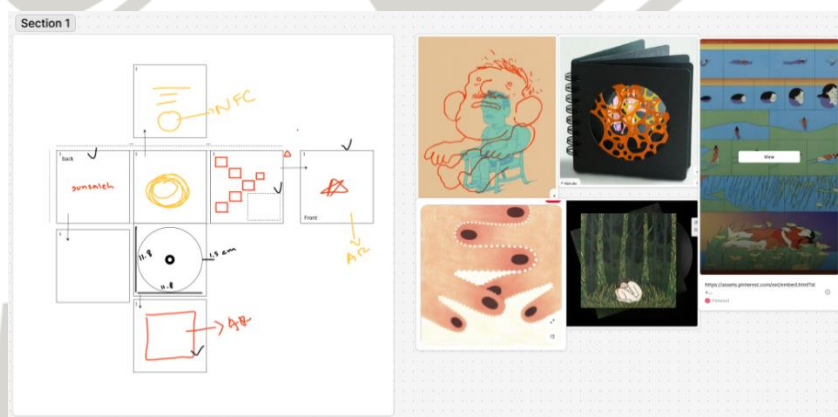 Section 1
NFC
back
sunsaleh
Front
AR
11.8
1.5 cm
11.8
View
https://assets.pinterest.com/ext/embed.html?id
=...
Pinterest